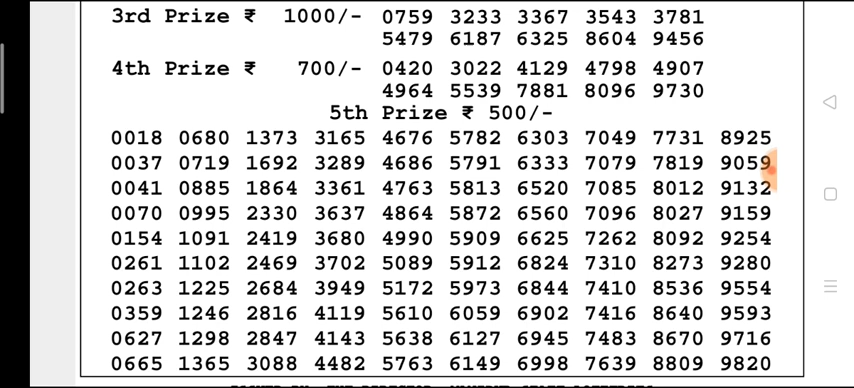 3rd Prize ₹ 1000/- 0759 3233 3367 3543 3781
5479 6187 6325 8604 9456
4th Prize ₹ 700/- 0420 3022 4129 4798 4907
4964 5539 7881 8096 9730
5th Prize ₹ 500/-
0018 0680 1373 3165 4676 5782 6303 7049 7731 8925
0037 0719 1692 3289 4686 5791 6333 7079 7819 9059
0041 0885 1864 3361 4763 5813 6520 7085 8012 9132
0070 0995 2330 3637 4864 5872 6560 7096 8027 9159
0154 1091 2419 3680 4990 5909 6625 7262 8092 9254
0261 1102 2469 3702 5089 5912 6824 7310 8273 9280
0263 1225 2684 3949 5172 5973 6844 7410 8536 9554
0359 1246 2816 4119 5610 6059 6902 7416 8640 9593
0627 1298 2847 4143 5638 6127 6945 7483 8670 9716
0665 1365 3088 4482 5763 6149 6998 7639 8809 9820